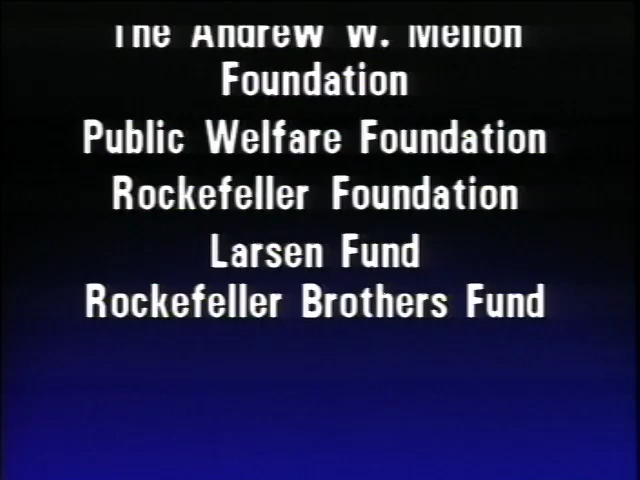 The Andrew W. Mellon
Foundation
Public Welfare Foundation
Rockefeller Foundation
Larsen Fund
Rockefeller Brothers Fund